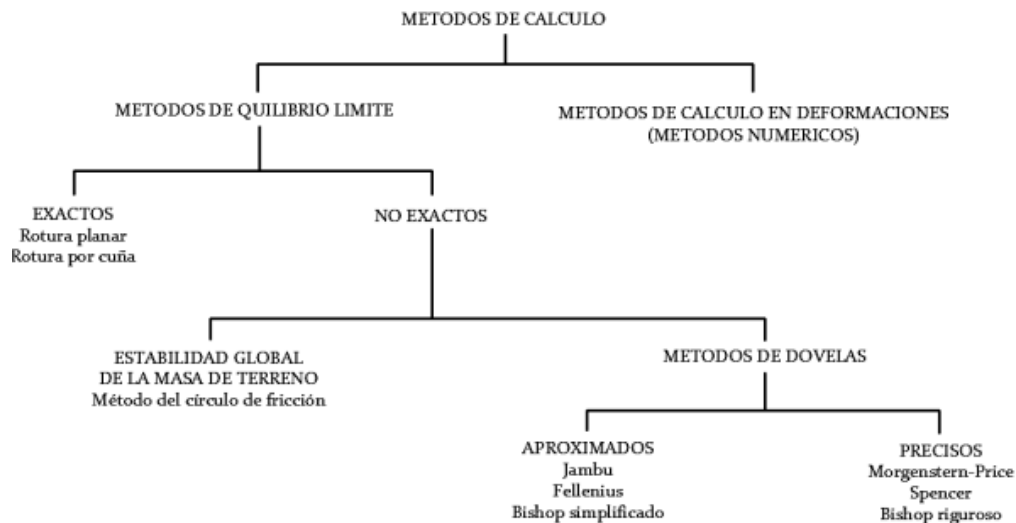 METODOS DE CALCULO
METODOS DE QUILIBRIO LIMITE
METODOS DE CALCULO EN DEFORMACIONES
(METODOS NUMERICOS)
EXACTOS
Rotura planar
Rotura por cuña
NO EXACTOS
ESTABILIDAD GLOBAL
DE LA MASA DE TERRENO
Método del círculo de fricción
METODOS DE DOVELAS
APROXIMADOS
Jambu
Fellenius
Bishop simplificado
PRECISOS
Morgenstern-Price
Spencer
Bishop riguroso